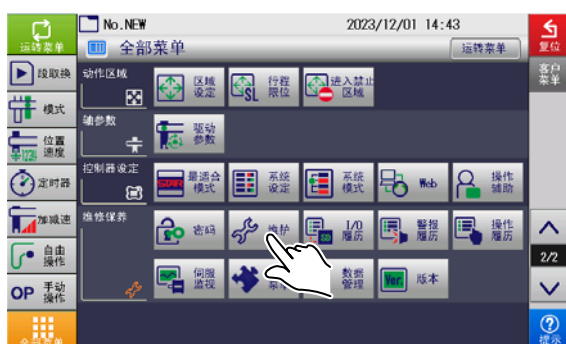 No.NEW 2023/12/01 14:43
全部菜单 运转菜单
运转菜单
段取换
模式
位置
速度
定时器
加减速
自由
操作
OP 手动
操作
动作区域
区域
设定
SL 行程
限位
进入禁止
区域
轴参数
驱动
参数
控制器设定
最适合
模式
系统
设定
系统
模式
Web
操作
辅助
维修保养
密码
维护
I/O
履历
警报
履历
操作
履历
伺服
监视
数据
管理
Ver. 版本
复位
客户
菜单
2/2
提示